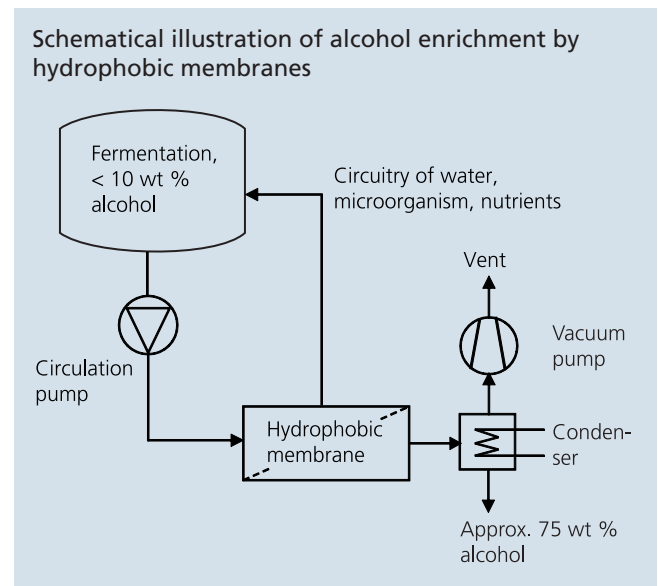 Schematical illustration of alcohol enrichment by
hydrophobic membranes
Fermentation,
< 10 wt %
alcohol
Circuitry of water,
microorganism, nutrients
Vent
Vacuum
pump
Circulation
pump
Hydrophobic
membrane
Conden-
ser
Approx. 75 wt %
alcohol